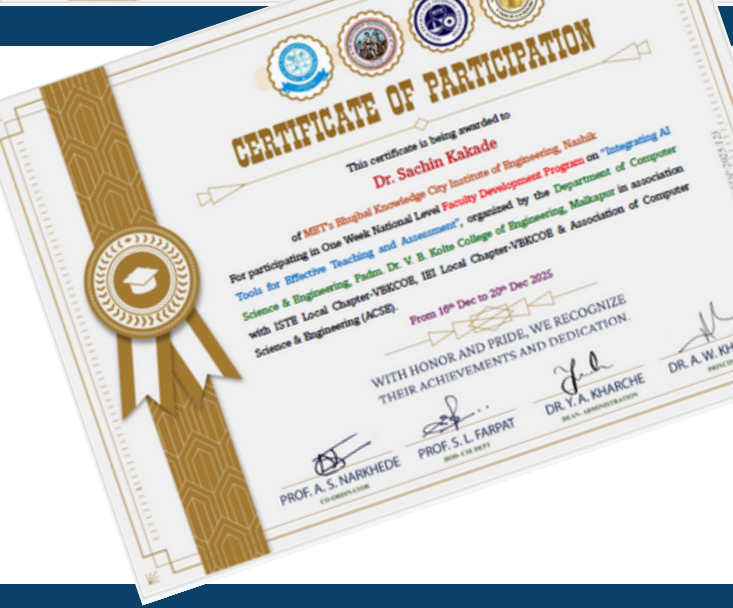 CERTIFICATE OF PARTICIPATION
This certificate is being awarded to
Dr. Sachin Kakade
of MET's Bhujbal Knowledge City Institute of Engineering, Nashik
For participating in One Week National Level Faculty Development Program on "Integrating AI
Tools for Effective Teaching and Assessment", organized by the Department of Computer
Science & Engineering, Padm. Dr. V. B. Kolte College of Engineering, Malkapur in association
with ISTE Local Chapter-VBKCOE, IEI Local Chapter-VBKCOE & Association of Computer
Science & Engineering (ACSE).
From 16th Dec to 20th Dec 2025
WITH HONOR AND PRIDE, WE RECOGNIZE
THEIR ACHIEVEMENTS AND DEDICATION.
PROF. A. S. NARKHEDE
CO-ORDINATOR
PROF. S. L. FARPAT
HOD- CSE DEPT
DR. Y. A. KHARCHE
DEAN- ADMINISTRATION
DR. A. W. KH
PRINCIP